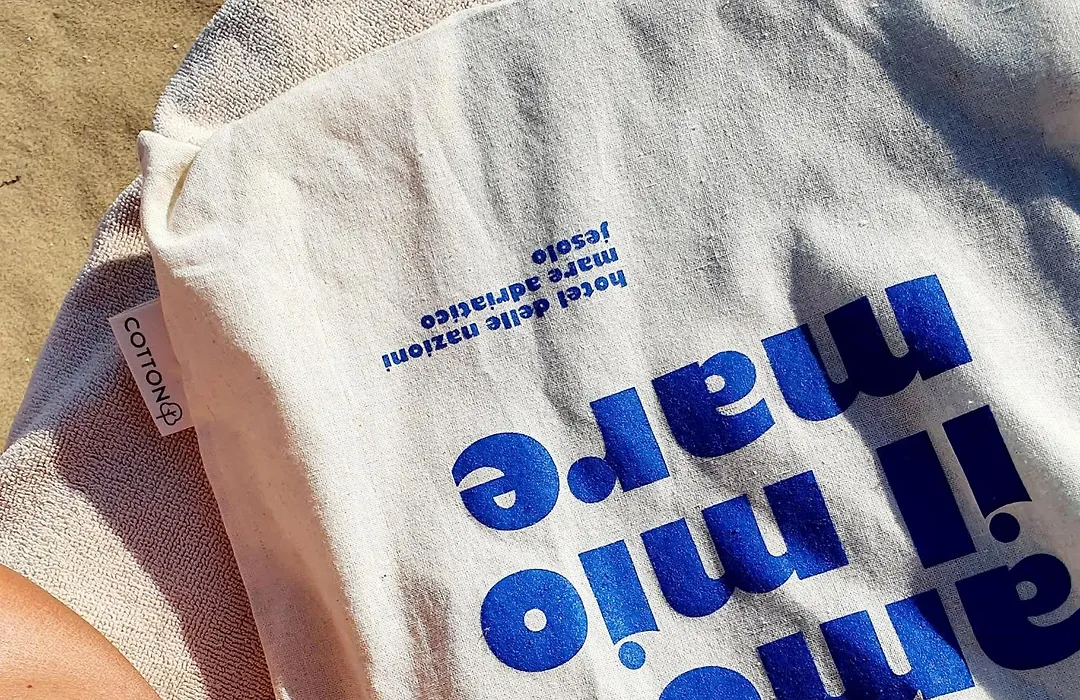 amo
il mio
mare
hotel delle nazioni
mare adriatico
jesolo
COTTON